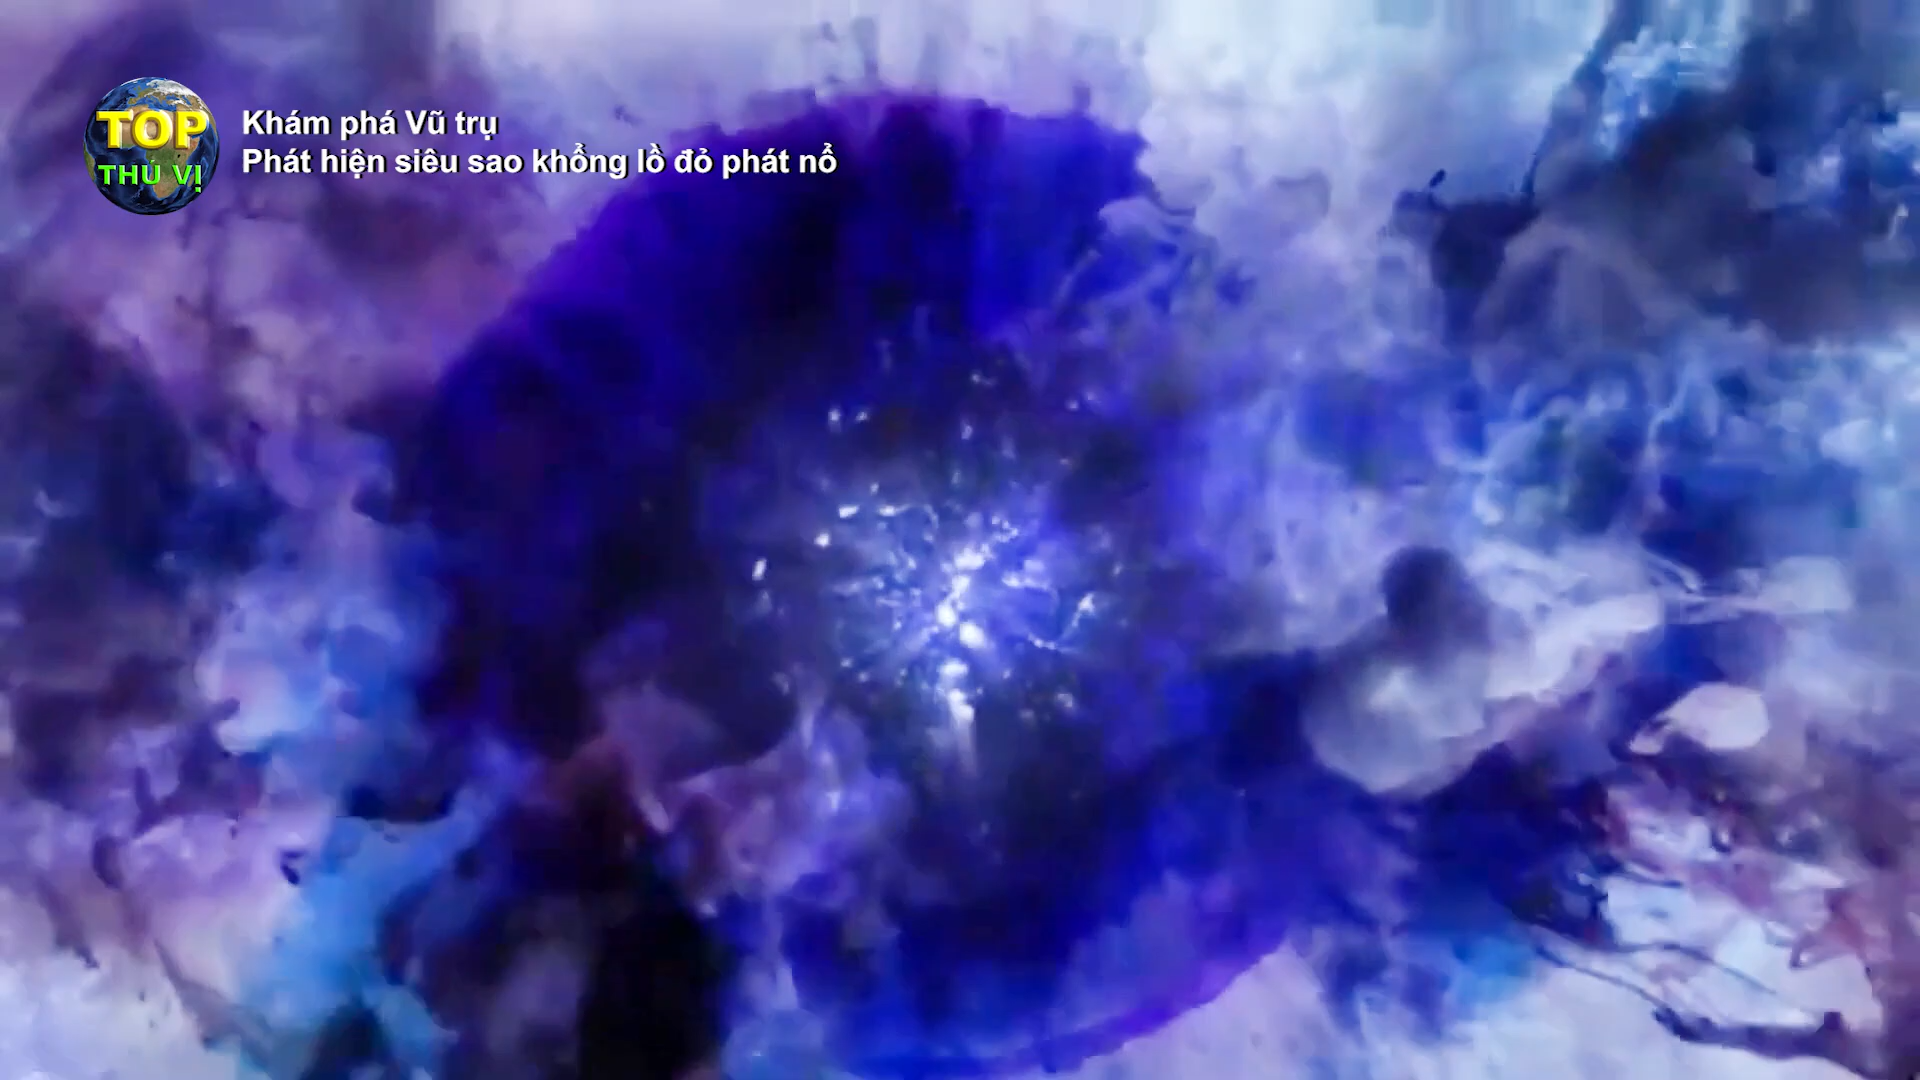 TOP
THÚ VỊ
Khám phá Vũ trụ
Phát hiện siêu sao khổng lồ đỏ phát nổ